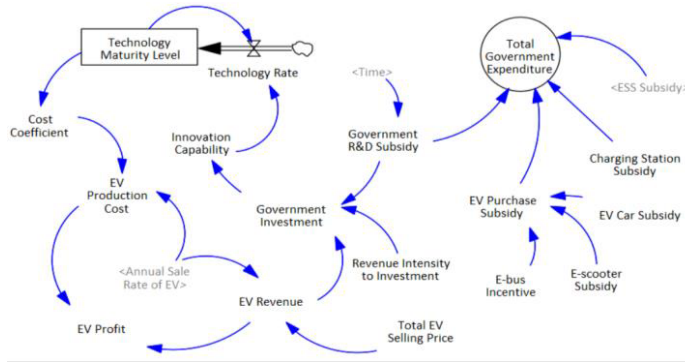 Technology
Maturity Level
Technology Rate
Total
Government
Expenditure
<Time>
<ESS Subsidy>
Cost
Coefficient
Innovation
Capability
Government
R&D Subsidy
Charging Station
Subsidy
EV
Production
Cost
Government
Investment
EV Purchase
Subsidy
EV Car Subsidy
<Annual Sale
Rate of EV>
Revenue Intensity
to Investment
E-bus
Incentive
E-scooter
Subsidy
EV Revenue
EV Profit
Total EV
Selling Price